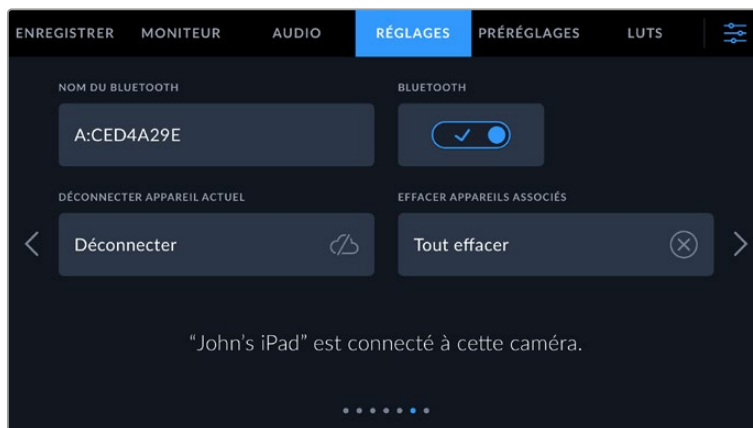 ENREGISTRER MONITEUR AUDIO RÉGLAGES PRÉRÉGLAGES LUTS
NOM DU BLUETOOTH BLUETOOTH
A:CED4A29E
DÉCONNECTER APPAREIL ACTUEL EFFACER APPAREILS ASSOCIÉS
Déconnecter Tout effacer
“John’s iPad” est connecté à cette caméra.